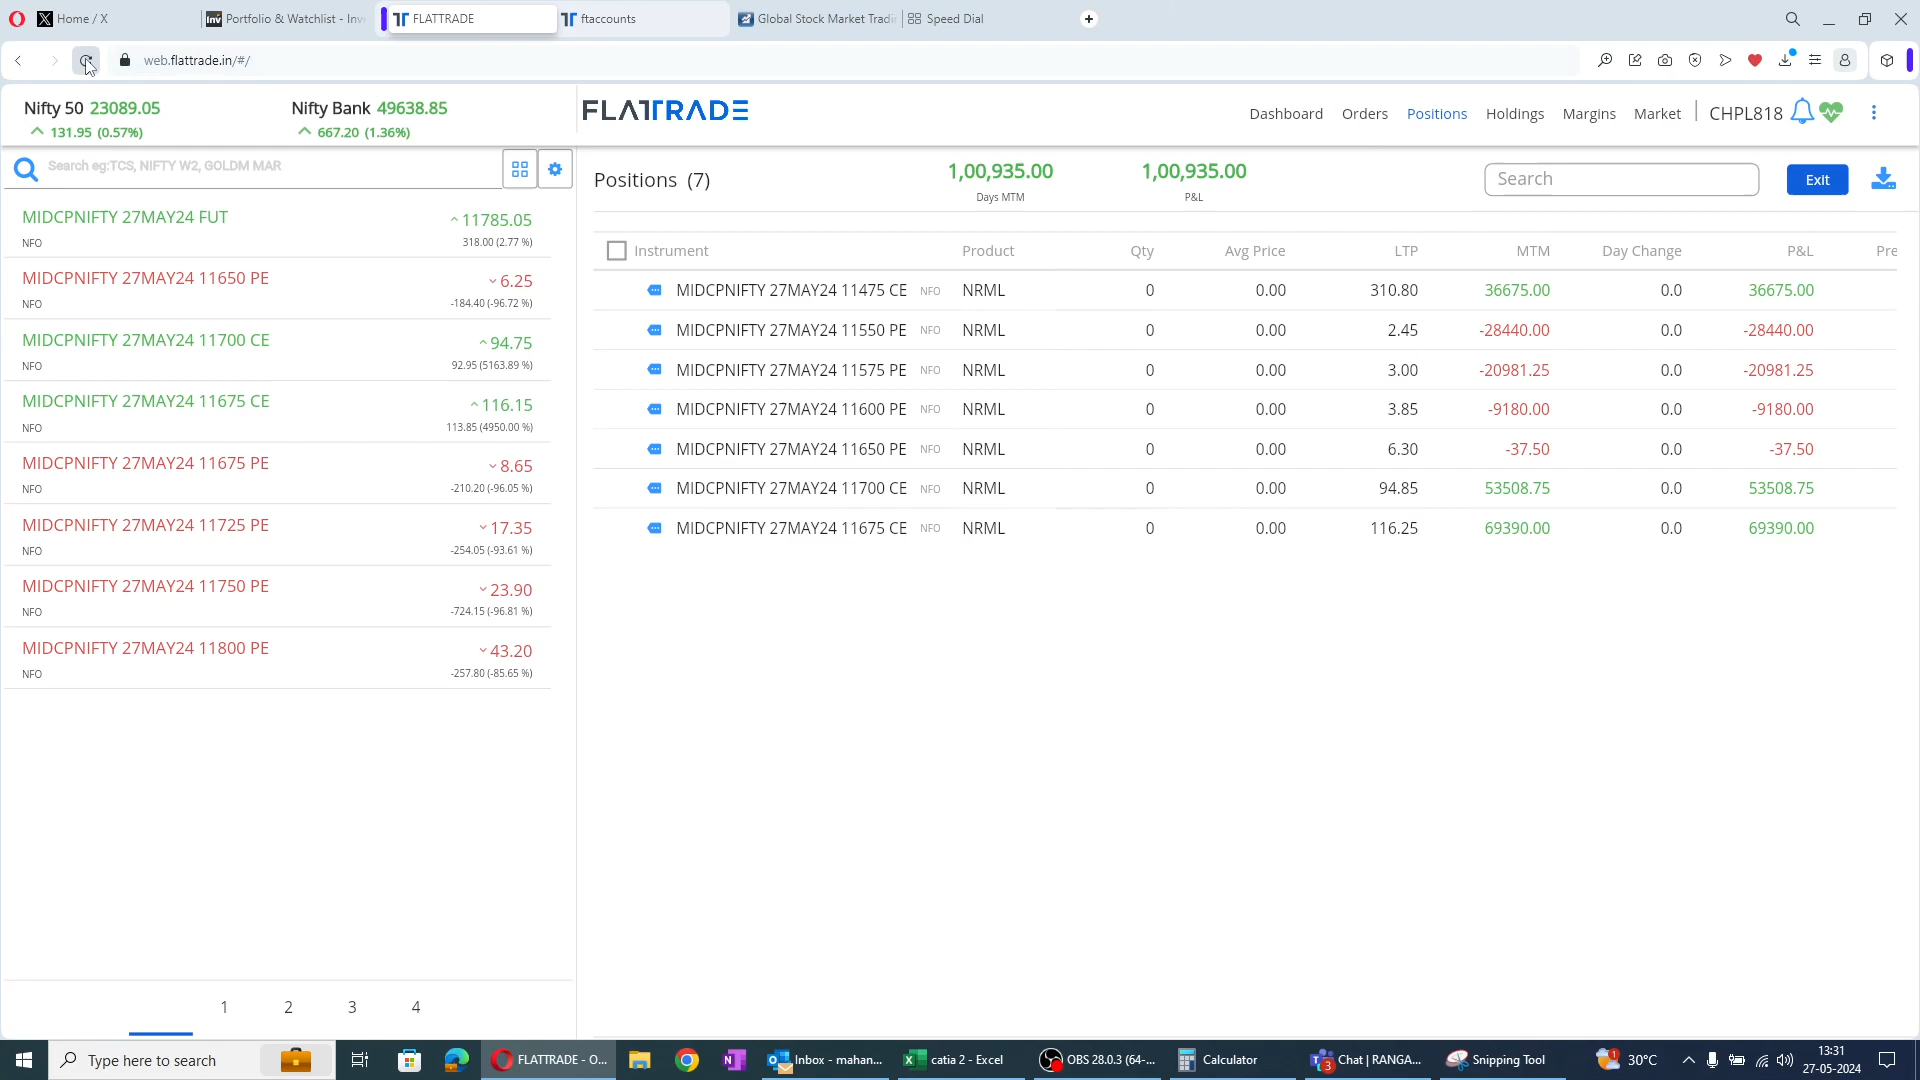 Home / X
Portfolio & Watchlist - Inv
FLATTRADE
ftaccounts
Global Stock Market Tradi
Speed Dial
web.flattrade.in/#/
Nifty 50 23089.05
131.95 (0.57%)
Nifty Bank 49638.85
667.20 (1.36%)
FLATTRADE
Dashboard Orders Positions Holdings Margins Market CHPL818
Search eg:TCS, NIFTY W2, GOLDM MAR
MIDCPNIFTY 27MAY24 FUT 11785.05
NFO 318.00 (2.77 %)
MIDCPNIFTY 27MAY24 11650 PE 6.25
NFO -184.40 (-96.72 %)
MIDCPNIFTY 27MAY24 11700 CE 94.75
NFO 92.95 (5163.89 %)
MIDCPNIFTY 27MAY24 11675 CE 116.15
NFO 113.85 (4950.00 %)
MIDCPNIFTY 27MAY24 11675 PE 8.65
NFO -210.20 (-96.05 %)
MIDCPNIFTY 27MAY24 11725 PE 17.35
NFO -254.05 (-93.61 %)
MIDCPNIFTY 27MAY24 11750 PE 23.90
NFO -724.15 (-96.81 %)
MIDCPNIFTY 27MAY24 11800 PE 43.20
NFO -257.80 (-85.65 %)
1 2 3 4
Positions (7)
1,00,935.00
Days MTM
1,00,935.00
P&L
Search
Exit
Instrument Product Qty Avg Price LTP MTM Day Change P&L Pre
MIDCPNIFTY 27MAY24 11475 CE NFO NRML 0 0.00 310.80 36675.00 0.0 36675.00
MIDCPNIFTY 27MAY24 11550 PE NFO NRML 0 0.00 2.45 -28440.00 0.0 -28440.00
MIDCPNIFTY 27MAY24 11575 PE NFO NRML 0 0.00 3.00 -20981.25 0.0 -20981.25
MIDCPNIFTY 27MAY24 11600 PE NFO NRML 0 0.00 3.85 -9180.00 0.0 -9180.00
MIDCPNIFTY 27MAY24 11650 PE NFO NRML 0 0.00 6.30 -37.50 0.0 -37.50
MIDCPNIFTY 27MAY24 11700 CE NFO NRML 0 0.00 94.85 53508.75 0.0 53508.75
MIDCPNIFTY 27MAY24 11675 CE NFO NRML 0 0.00 116.25 69390.00 0.0 69390.00
Type here to search
FLATTRADE - O...
Inbox - mahan...
catia 2 - Excel
OBS 28.0.3 (64-...
Calculator
3
Chat | RANGA...
Snipping Tool
1
30°C
13:31
27-05-2024